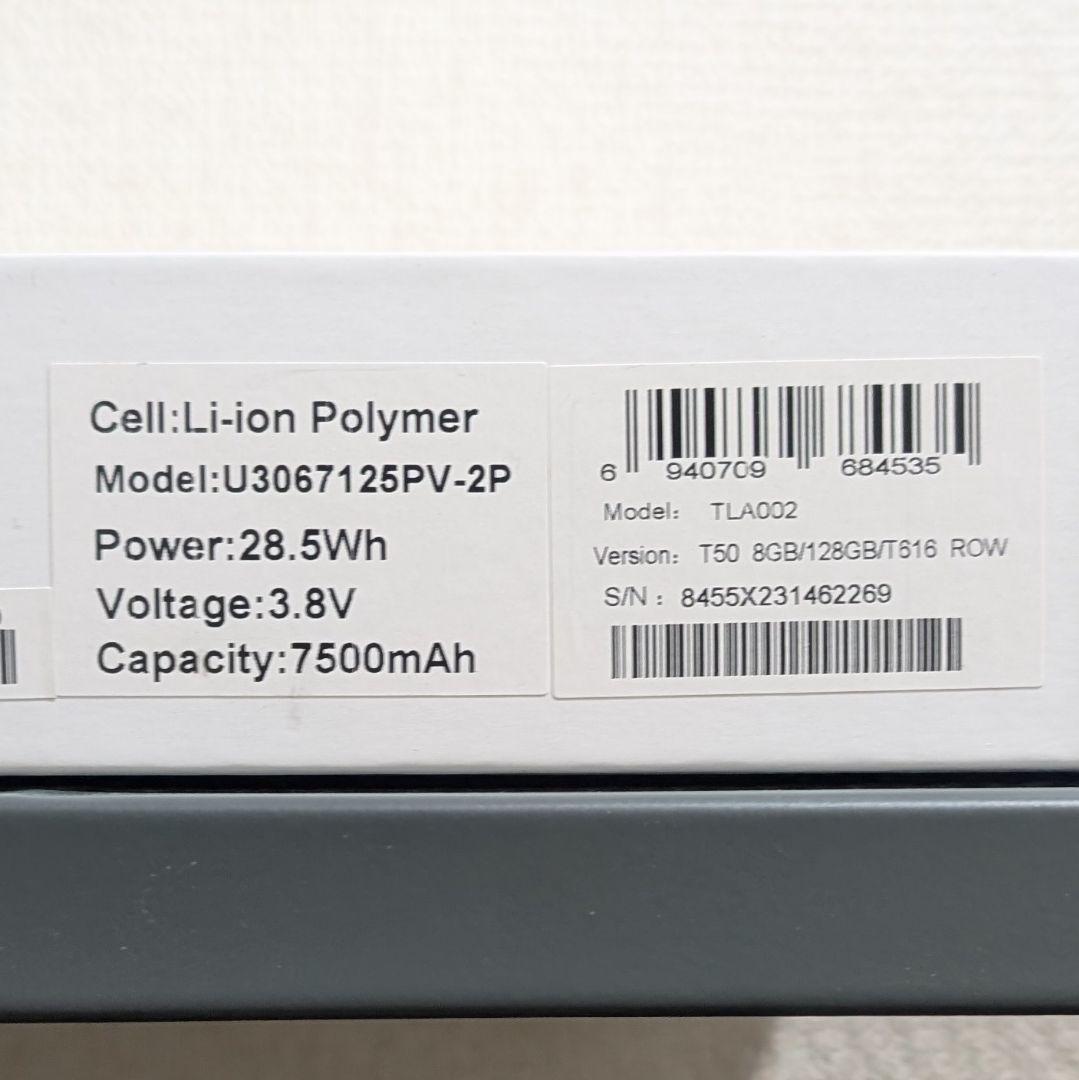 Cell:Li-ion Polymer
Model:U3067125PV-2P
Power:28.5Wh
Voltage:3.8V
Capacity:7500mAh
6 940709 684535
Model: TLA002
Version: T50 8GB/128GB/T616 ROW
S/N : 8455X231462269